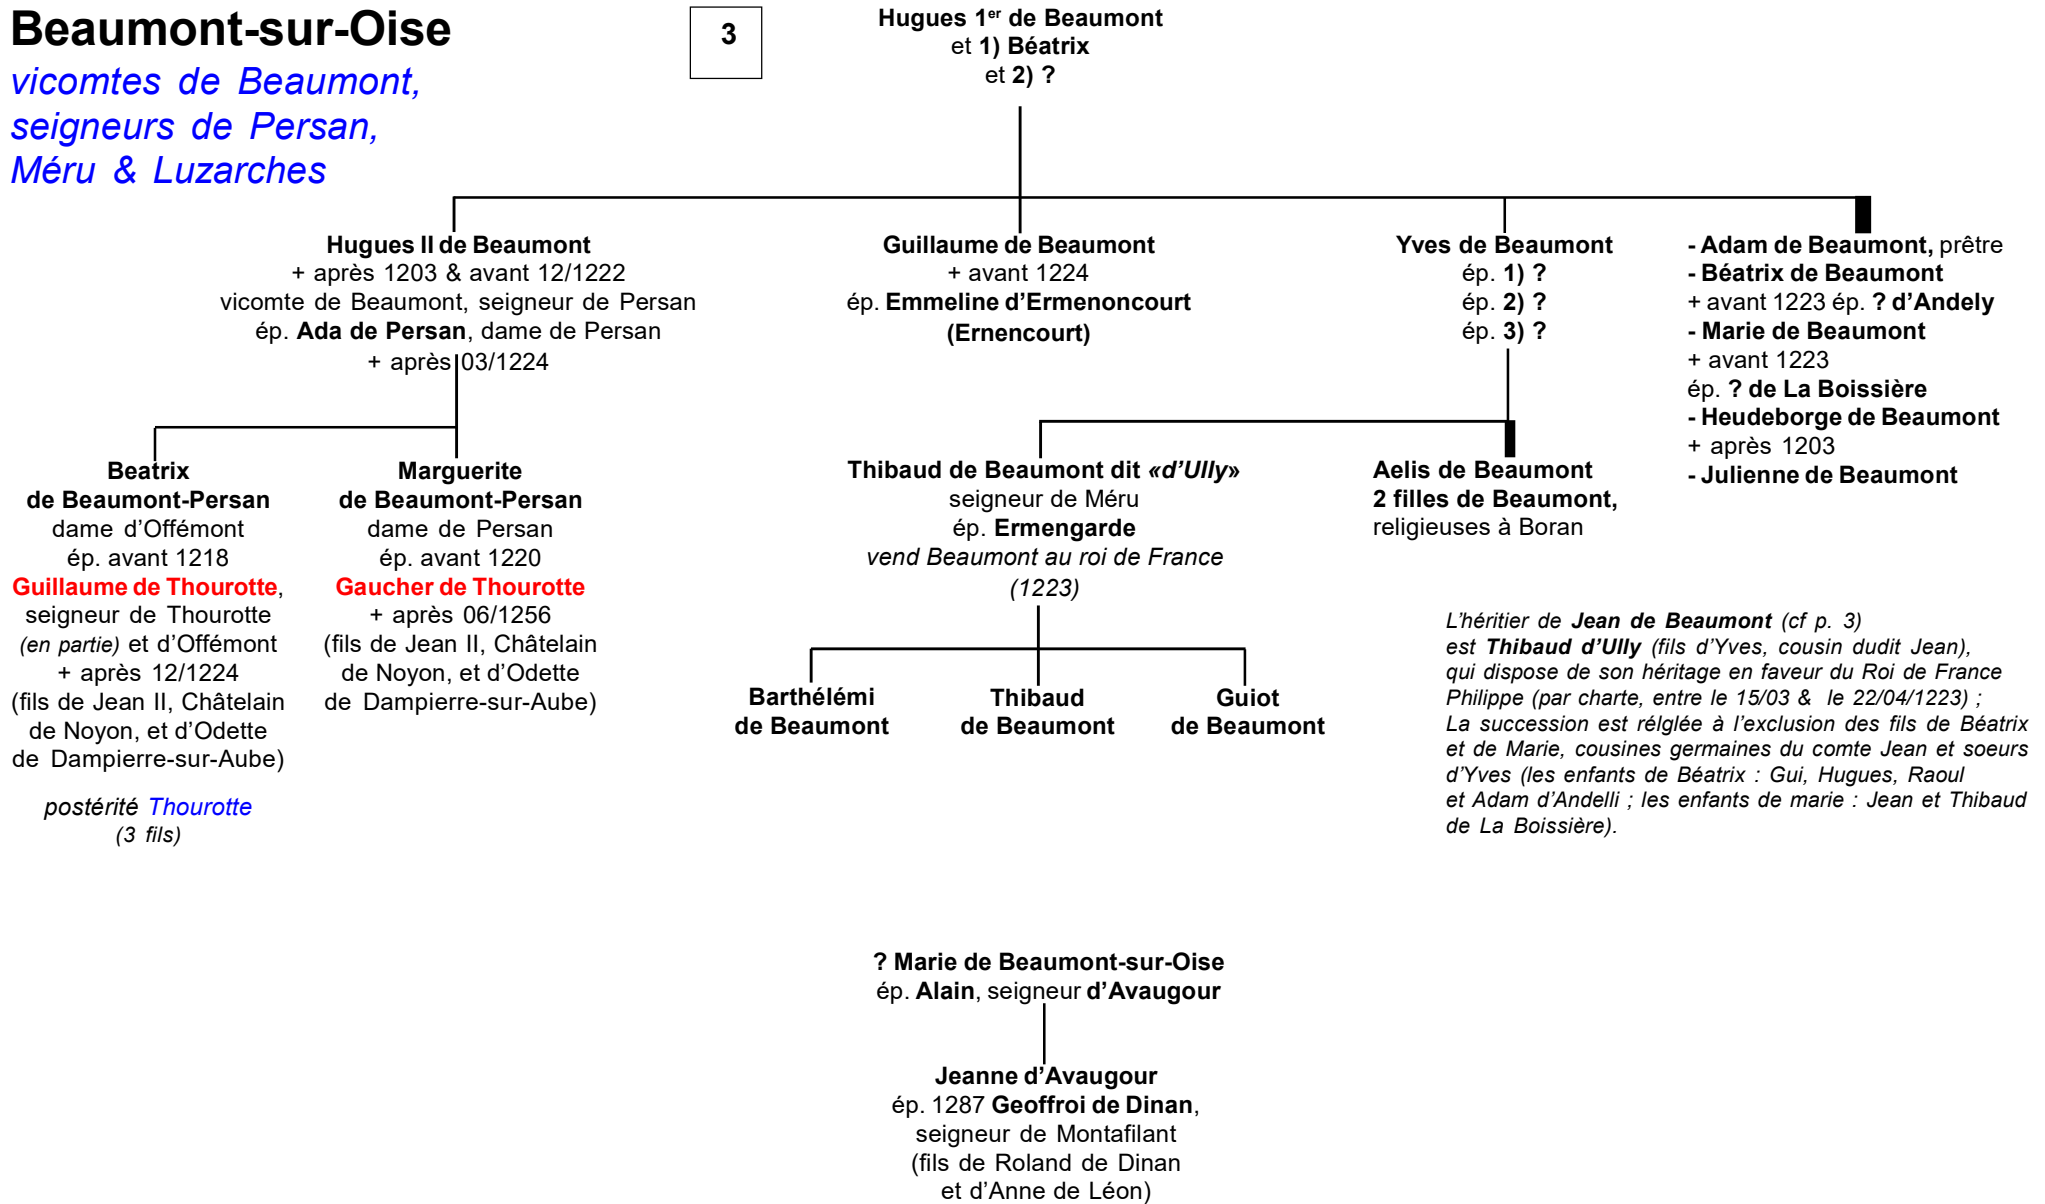 Beaumont-sur-Oise
vicomtes de Beaumont,
seigneurs de Persan,
Méru & Luzarches
3
Hugues 1er de Beaumont
et 1) Béatrix
et 2) ?
Hugues II de Beaumont
+ après 1203 & avant 12/1222
vicomte de Beaumont, seigneur de Persan
ép. Ada de Persan, dame de Persan
+ après 03/1224
Guillaume de Beaumont
+ avant 1224
ép. Emmeline d’Ermenoncourt
(Ernencourt)
Yves de Beaumont
ép. 1) ?
ép. 2) ?
ép. 3) ?
- Adam de Beaumont, prêtre
- Béatrix de Beaumont
+ avant 1223 ép. ? d’Andely
- Marie de Beaumont
+ avant 1223
ép. ? de La Boissière
- Heudeborge de Beaumont
+ après 1203
- Julienne de Beaumont
Beatrix
de Beaumont-Persan
dame d’Offémont
ép. avant 1218
Guillaume de Thourotte,
seigneur de Thourotte
(en partie) et d’Offémont
+ après 12/1224
(fils de Jean II, Châtelain
de Noyon, et d’Odette
de Dampierre-sur-Aube)
postérité Thourotte
(3 fils)
Marguerite
de Beaumont-Persan
dame de Persan
ép. avant 1220
Gaucher de Thourotte
+ après 06/1256
(fils de Jean II, Châtelain
de Noyon, et d’Odette
de Dampierre-sur-Aube)
Thibaud de Beaumont dit «d’Ully»
seigneur de Méru
ép. Ermengarde
vend Beaumont au roi de France
(1223)
Aelis de Beaumont
2 filles de Beaumont,
religieuses à Boran
Barthélémi
de Beaumont
Thibaud
de Beaumont
Guiot
de Beaumont
L’héritier de Jean de Beaumont (cf p. 3)
est Thibaud d’Ully (fils d’Yves, cousin dudit Jean),
qui dispose de son héritage en faveur du Roi de France
Philippe (par charte, entre le 15/03 & le 22/04/1223) ;
La succession est rélglée à l’exclusion des fils de Béatrix
et de Marie, cousines germaines du comte Jean et soeurs
d’Yves (les enfants de Béatrix : Gui, Hugues, Raoul
et Adam d’Andelli ; les enfants de marie : Jean et Thibaud
de La Boissière).
? Marie de Beaumont-sur-Oise
ép. Alain, seigneur d’Avaugour
Jeanne d’Avaugour
ép. 1287 Geoffroi de Dinan,
seigneur de Montafilant
(fils de Roland de Dinan
et d’Anne de Léon)